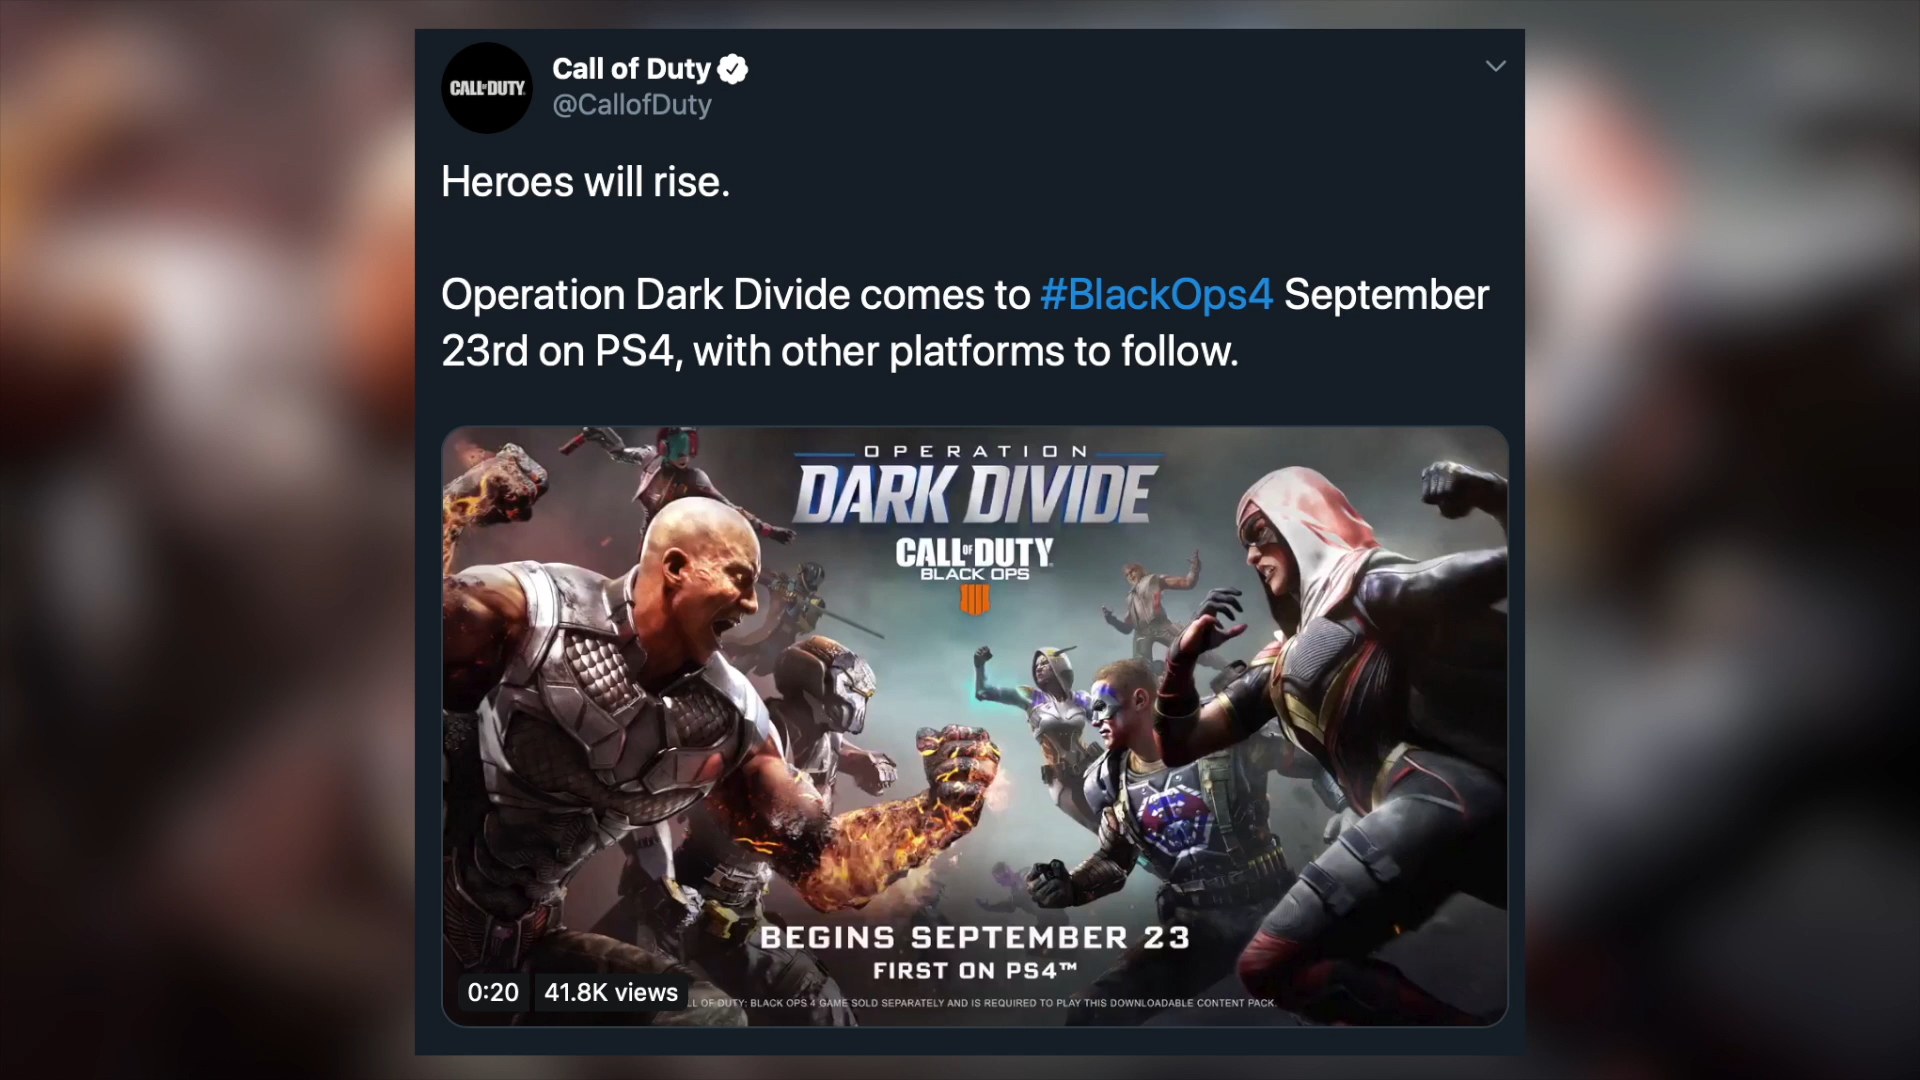 CALL OF DUTY
Call of Duty
@CallofDuty
Heroes will rise.
Operation Dark Divide comes to #BlackOps4 September
23rd on PS4, with other platforms to follow.
OPERATION
DARK DIVIDE
CALL OF DUTY
BLACK OPS
IIII
BEGINS SEPTEMBER 23
FIRST ON PS4™
0:20
41.8K views
OF DUTY: BLACK OPS 4 GAME SOLD SEPARATELY AND IS REQUIRED TO PLAY THIS DOWNLOADABLE CONTENT PACK.